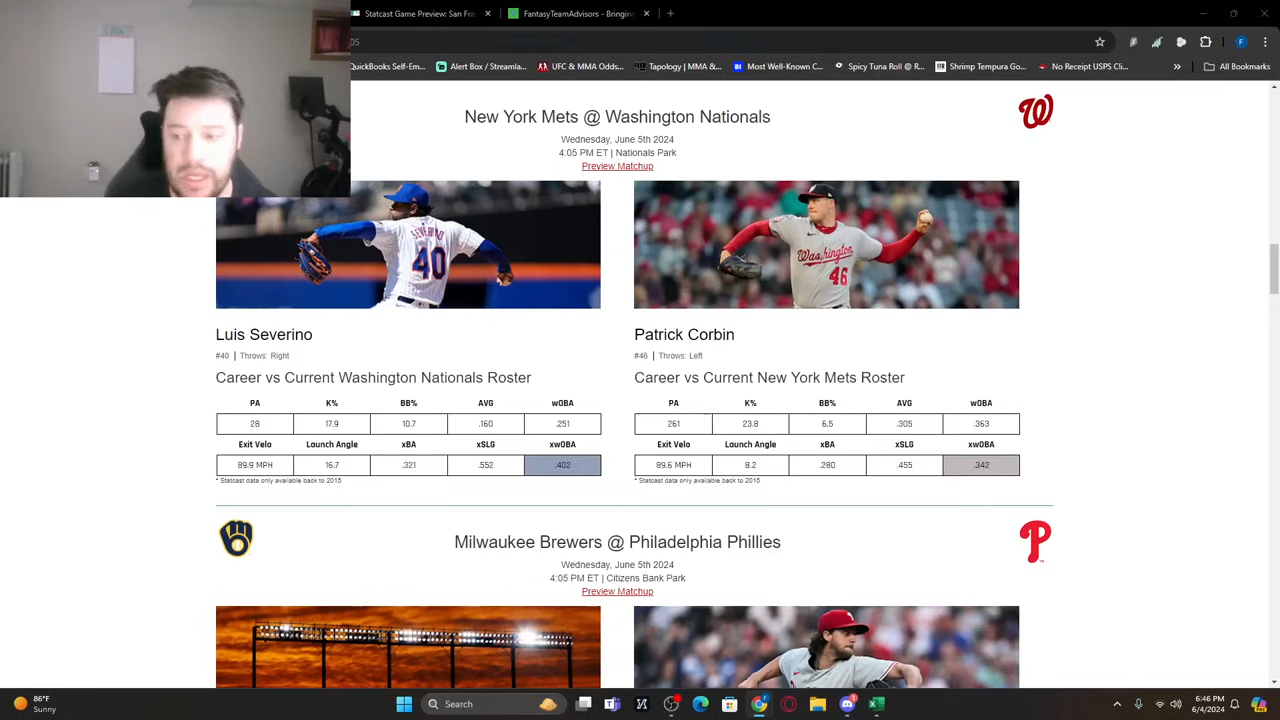 Statcast Game Preview: San Fra
FantasyTeamAdvisors - Bringing
05
QuickBooks Self-Em...
Alert Box / Streamla...
UFC & MMA Odds...
Tapology | MMA &...
Most Well-Known C...
Spicy Tuna Roll @ R...
Shrimp Tempura Go...
No Receipt USPS Cli...
All Bookmarks
New York Mets @ Washington Nationals
Wednesday, June 5th 2024
4:05 PM ET | Nationals Park
Preview Matchup
Luis Severino
#40 | Throws: Right
Career vs Current Washington Nationals Roster
PA K% BB% AVG wOBA
28 17.9 10.7 .160 .251
Exit Velo Launch Angle xBA xSLG xwOBA
89.9 MPH 16.7 .321 .552 .402
* Statcast data only available back to 2015
Patrick Corbin
#46 | Throws: Left
Career vs Current New York Mets Roster
PA K% BB% AVG wOBA
261 23.8 6.5 .305 .363
Exit Velo Launch Angle xBA xSLG xwOBA
89.6 MPH 8.2 .280 .455 .342
* Statcast data only available back to 2015
Milwaukee Brewers @ Philadelphia Phillies
Wednesday, June 5th 2024
4:05 PM ET | Citizens Bank Park
Preview Matchup
SEVERINO
40
Washington
46
86°F
Sunny
Search
6:46 PM
6/4/2024